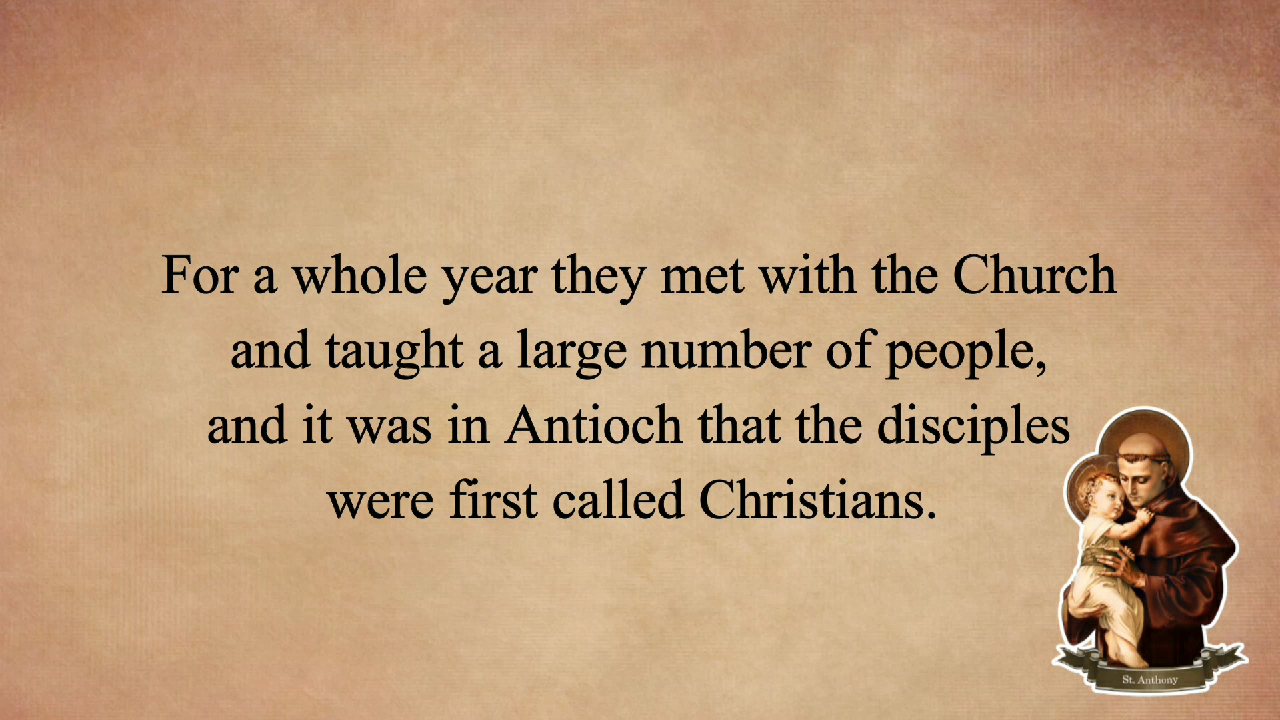 For a whole year they met with the Church
and taught a large number of people,
and it was in Antioch that the disciples
were first called Christians.
St. Anthony